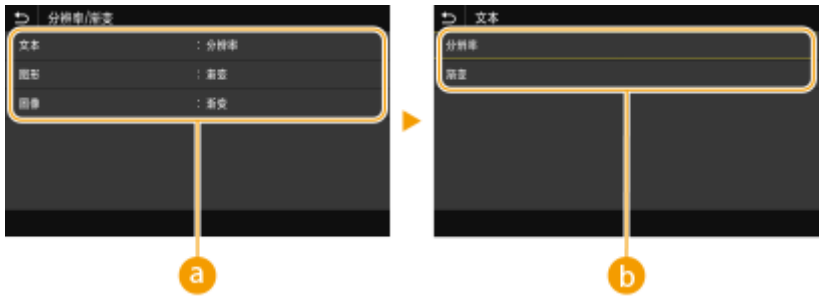 分辨率/渐变
文本 : 分辨率
图形 : 渐变
图像 : 渐变
a
文本
分辨率
渐变
b